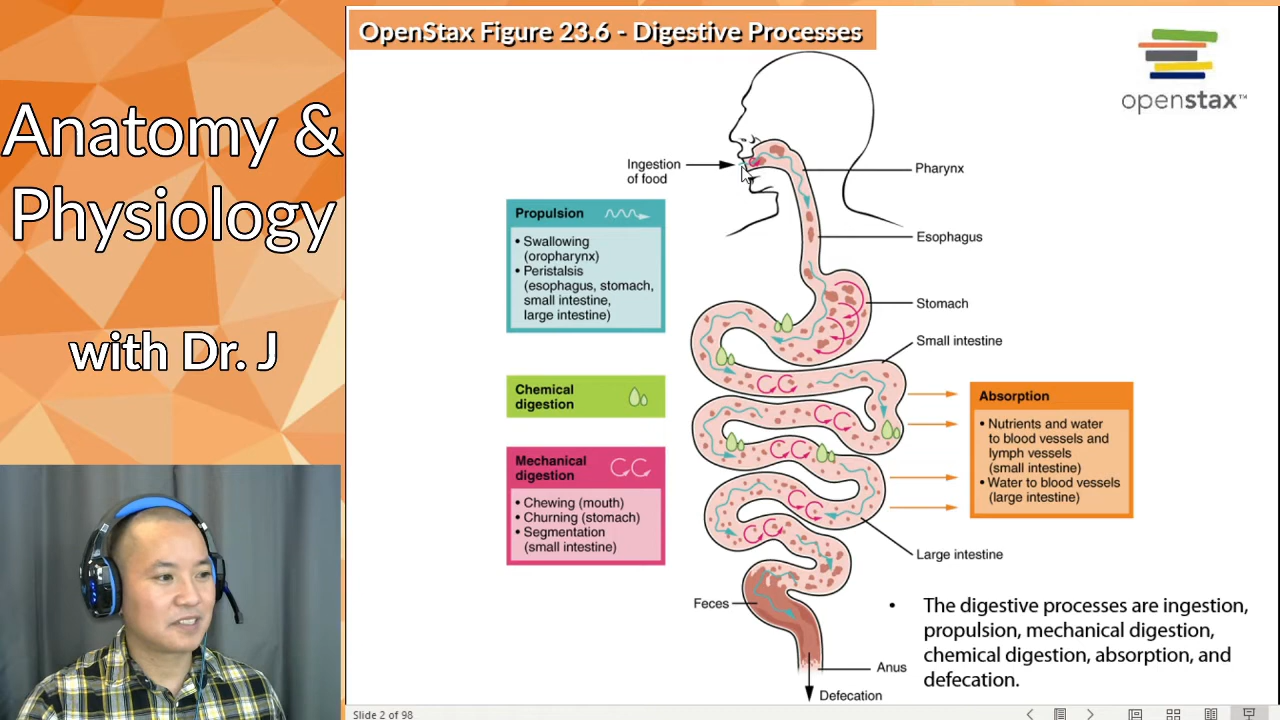 OpenStax Figure 23.6 - Digestive Processes
openstax™
Anatomy &
Physiology
with Dr. J
Ingestion
of food
Pharynx
Esophagus
Stomach
Small intestine
Propulsion
• Swallowing
(oropharynx)
• Peristalsis
(esophagus, stomach,
small intestine,
large intestine)
Chemical
digestion
Mechanical
digestion
• Chewing (mouth)
• Churning (stomach)
• Segmentation
(small intestine)
Absorption
• Nutrients and water
to blood vessels and
lymph vessels
(small intestine)
• Water to blood vessels
(large intestine)
Large intestine
Feces
Anus
Defecation
• The digestive processes are ingestion,
propulsion, mechanical digestion,
chemical digestion, absorption, and
defecation.
Slide 2 of 98